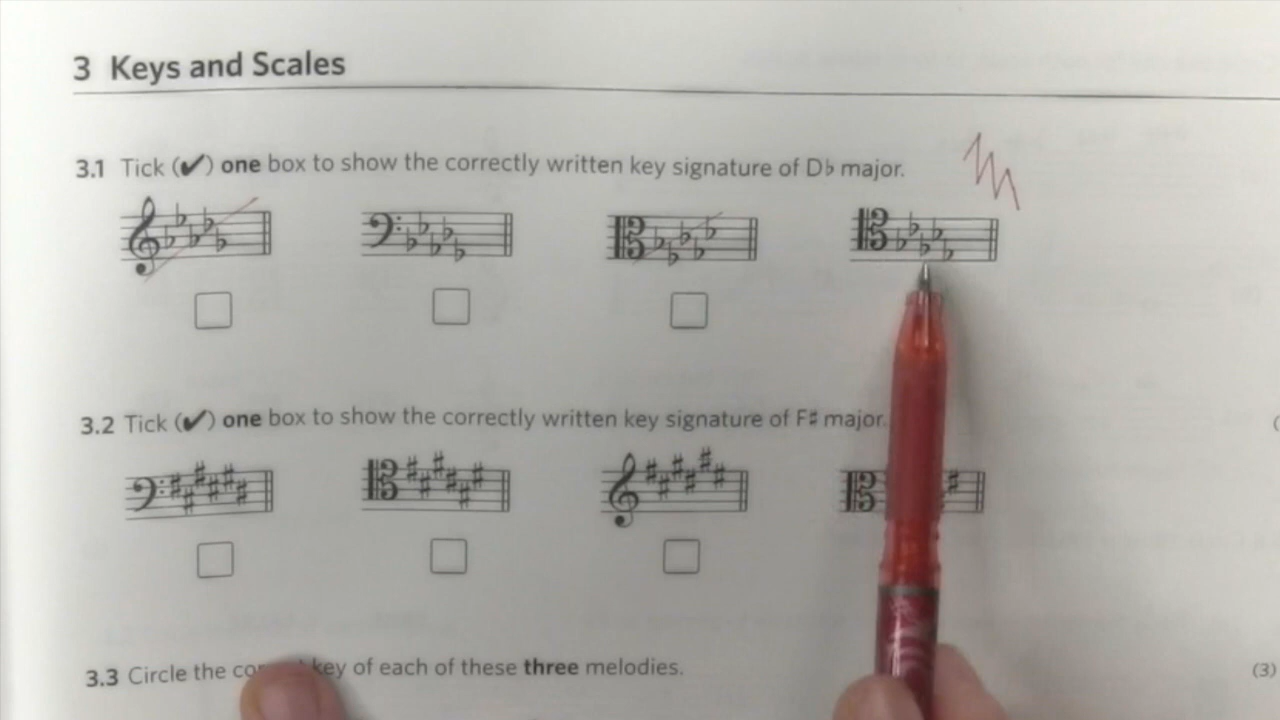 3 Keys and Scales
3.1 Tick (✔) one box to show the correctly written key signature of D♭ major.
3.2 Tick (✔) one box to show the correctly written key signature of F♯ major.
3.3 Circle the key of each of these three melodies. (3)